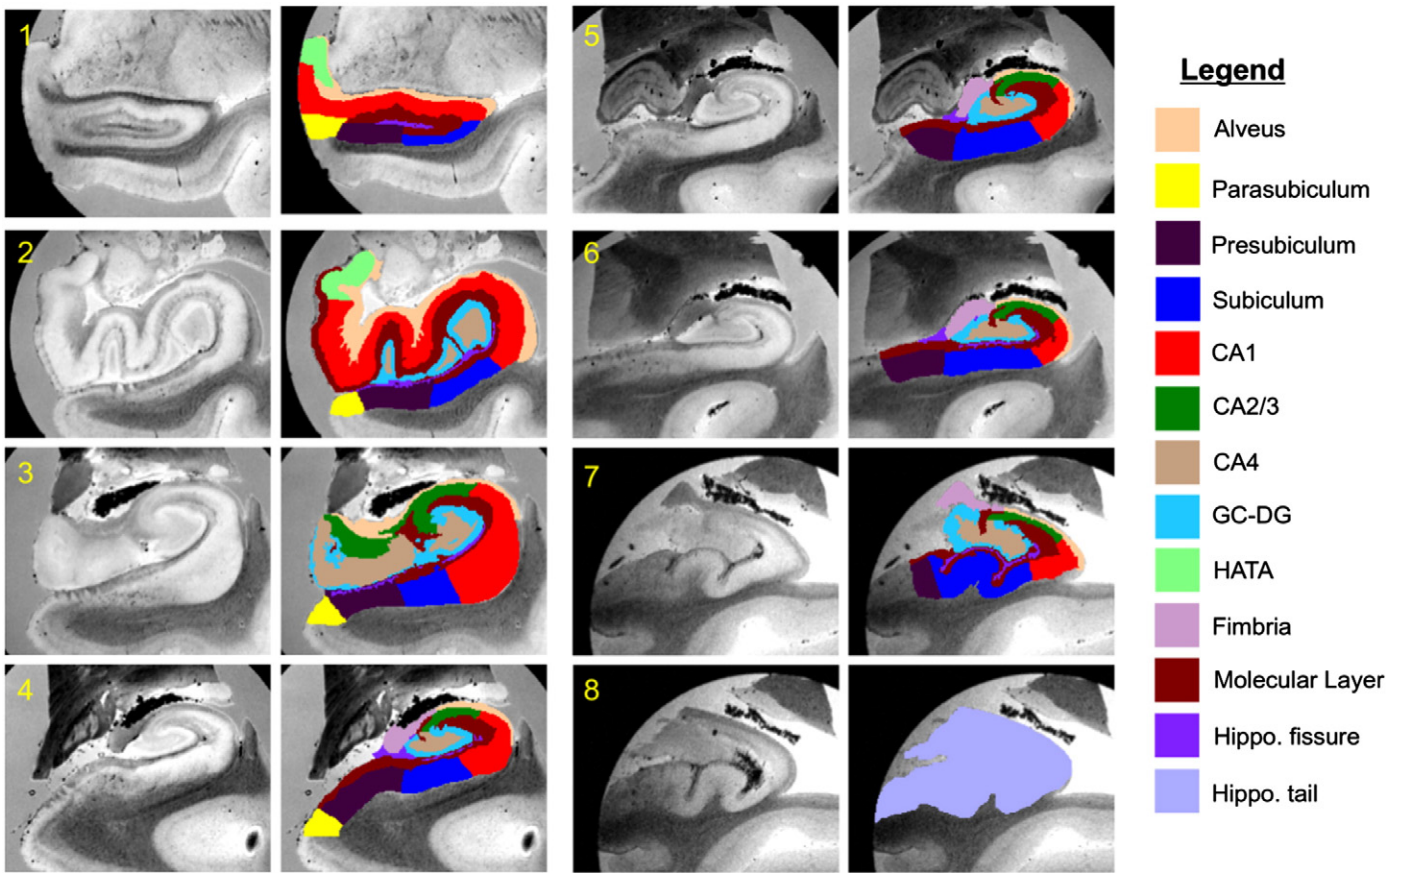 1
5
2
6
3
7
4
8
Legend
Alveus
Parasubiculum
Presubiculum
Subiculum
CA1
CA2/3
CA4
GC-DG
HATA
Fimbria
Molecular Layer
Hippo. fissure
Hippo. tail